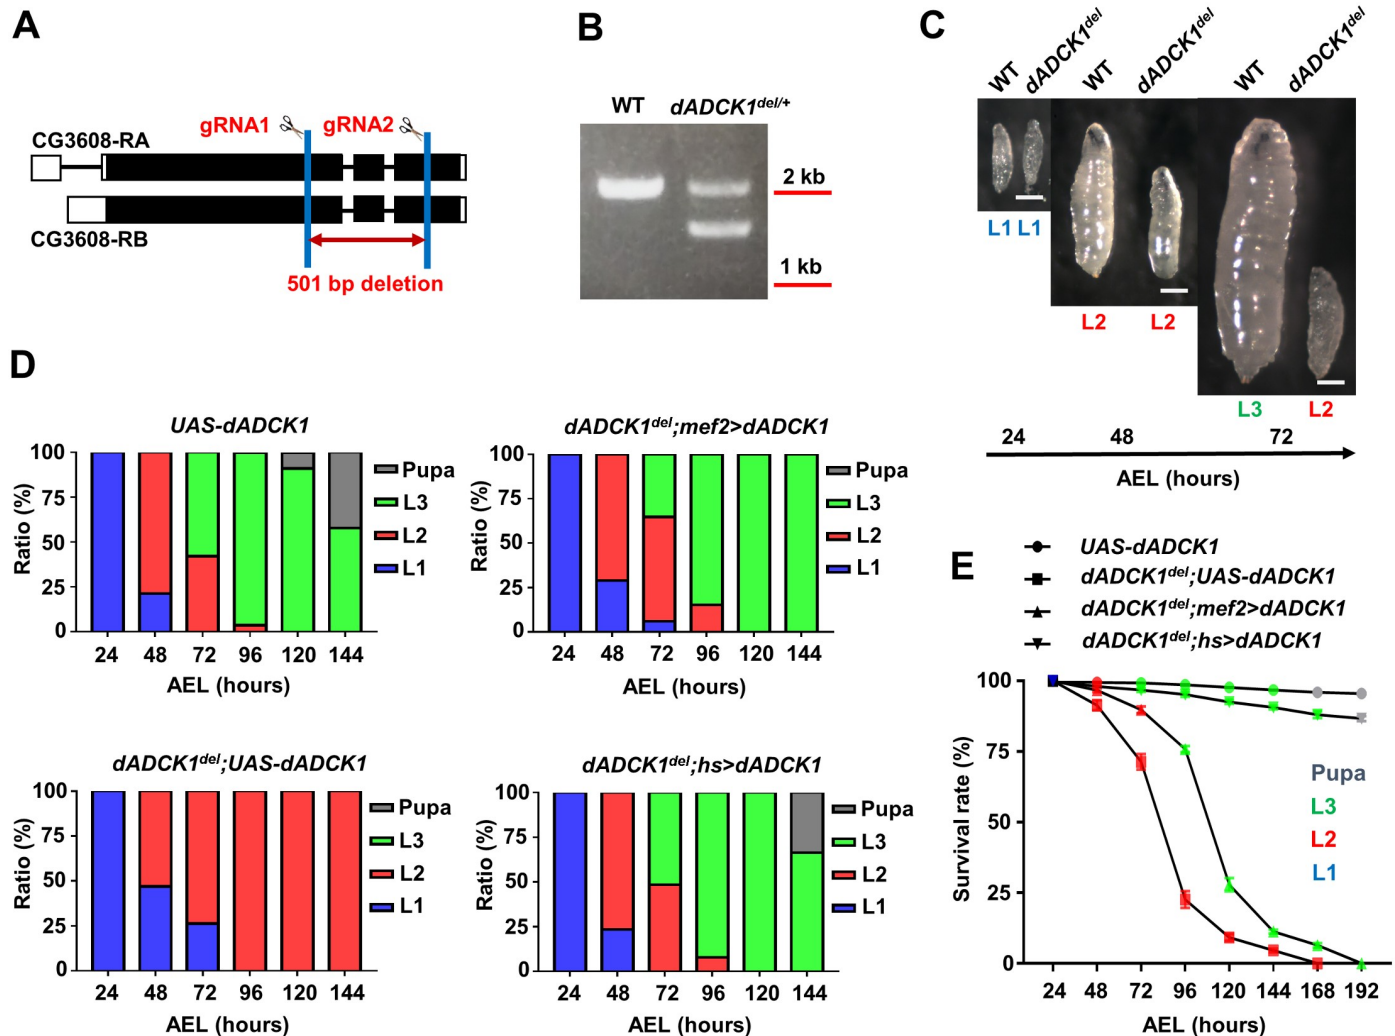 A
gRNA1 gRNA2
CG3608-RA
CG3608-RB
501 bp deletion
B
WT dADCK1del/+
2 kb
1 kb
C
WT dADCK1del WT dADCK1del WT dADCK1del
L1 L1
L2 L2
L3 L2
24 48 72
AEL (hours)
D
UAS-dADCK1
Ratio (%)
100
75
50
25
0
24 48 72 96 120 144
AEL (hours)
Pupa
L3
L2
L1
dADCK1del;mef2>dADCK1
Ratio (%)
100
75
50
25
0
24 48 72 96 120 144
AEL (hours)
Pupa
L3
L2
L1
dADCK1del;UAS-dADCK1
Ratio (%)
100
75
50
25
0
24 48 72 96 120 144
AEL (hours)
Pupa
L3
L2
L1
dADCK1del;hs>dADCK1
Ratio (%)
100
75
50
25
0
24 48 72 96 120 144
AEL (hours)
Pupa
L3
L2
L1
E
UAS-dADCK1
dADCK1del;UAS-dADCK1
dADCK1del;mef2>dADCK1
dADCK1del;hs>dADCK1
Survival rate (%)
100
75
50
25
0
24 48 72 96 120 144 168 192
AEL (hours)
Pupa
L3
L2
L1